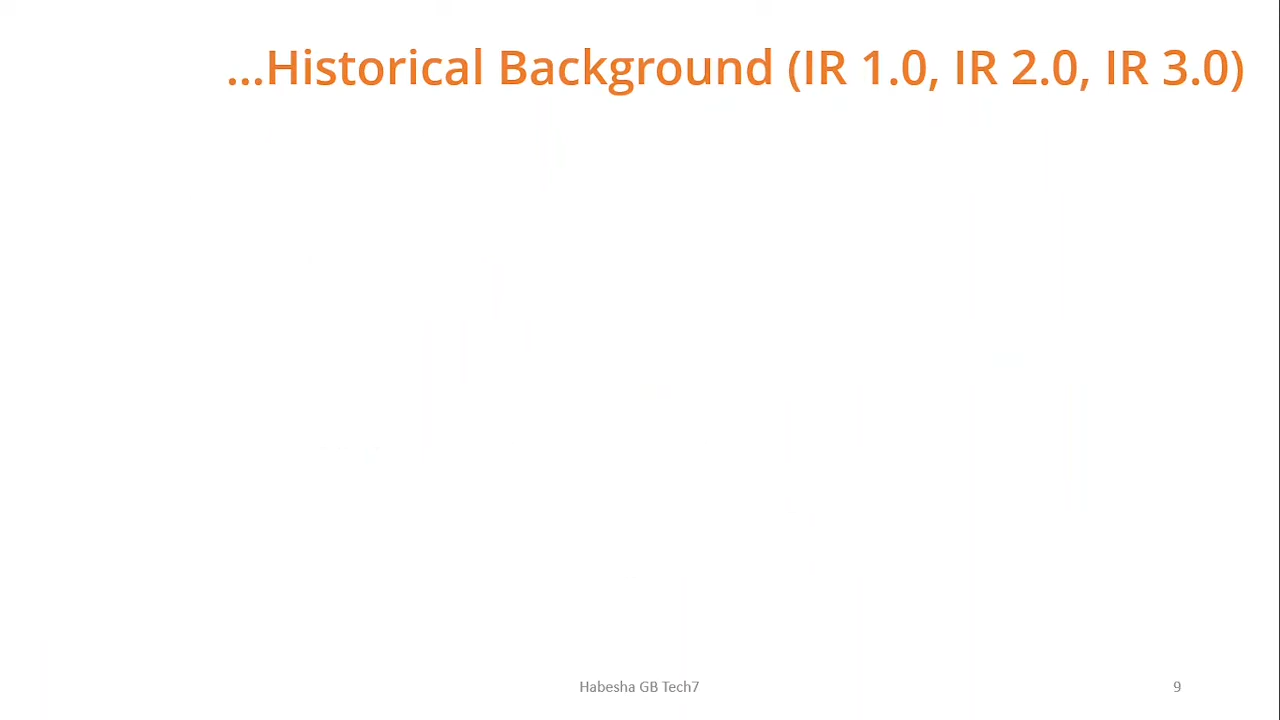 ...Historical Background (IR 1.0, IR 2.0, IR 3.0)
Habesha GB Tech7
9